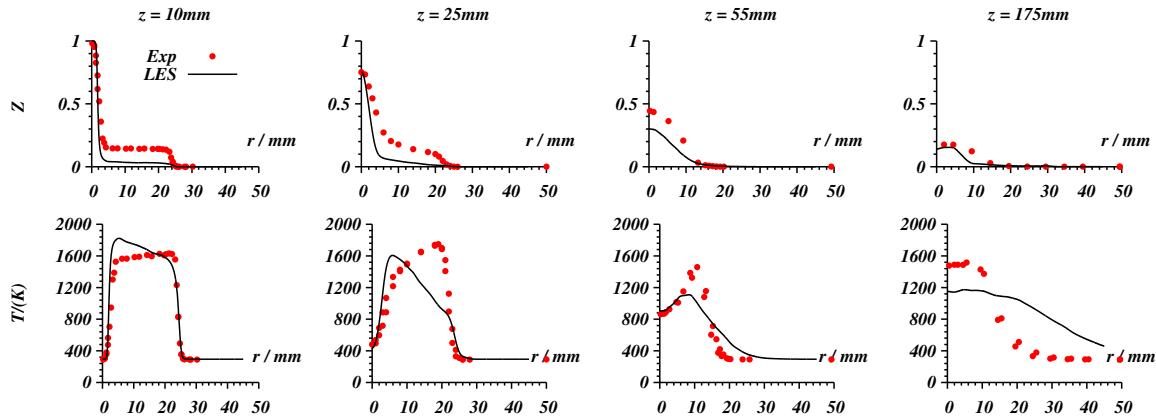 z = 10mm z = 25mm z = 55mm z = 175mm
1 1 1 1
Exp
LES
Z 0.5 0.5 0.5 0.5
r / mm r / mm r / mm r / mm
0 0 0 0
0 10 20 30 40 50 0 10 20 30 40 50 0 10 20 30 40 50 0 10 20 30 40 50
2000 2000 2000 2000
1600 1600 1600 1600
T/(K) 1200 1200 1200 1200
800 800 800 800
400 r / mm 400 r / mm 400 r / mm 400 r / mm
0 0 0 0
0 10 20 30 40 50 0 10 20 30 40 50 0 10 20 30 40 50 0 10 20 30 40 50